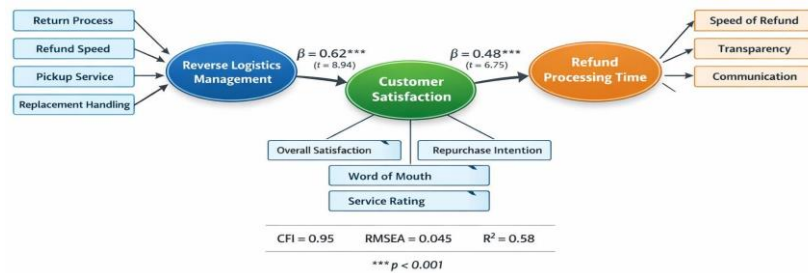 Return Process
Refund Speed
Pickup Service
Replacement Handling
Reverse Logistics
Management
β = 0.62***
(t = 8.94)
Customer
Satisfaction
β = 0.48***
(t = 6.75)
Refund
Processing Time
Speed of Refund
Transparency
Communication
Overall Satisfaction
Repurchase Intention
Word of Mouth
Service Rating
CFI = 0.95 RMSEA = 0.045 R² = 0.58
*** p < 0.001